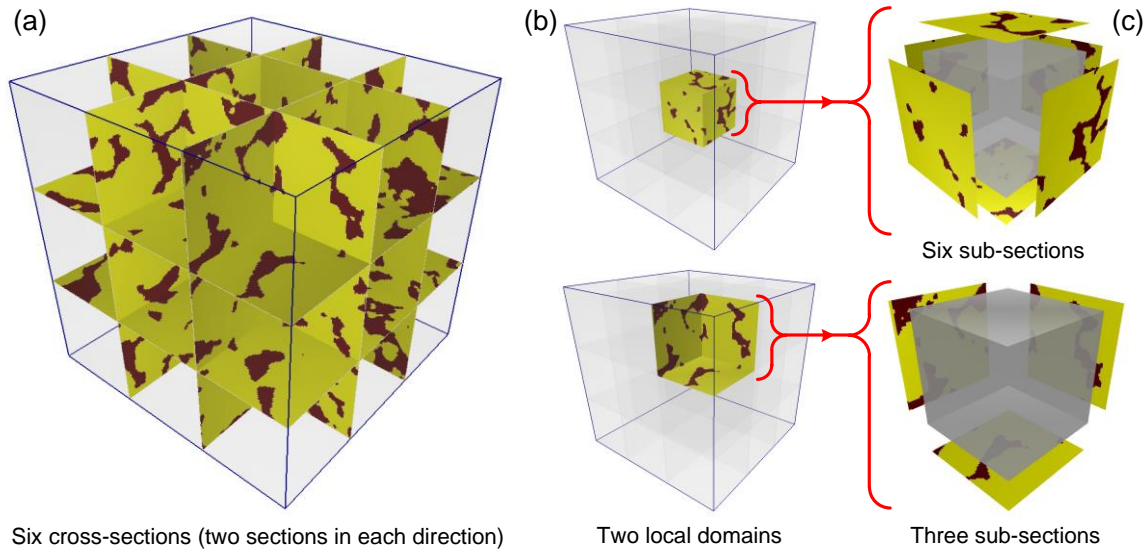 (a)
(b)
(c)
Six sub-sections
Six cross-sections (two sections in each direction)
Two local domains
Three sub-sections